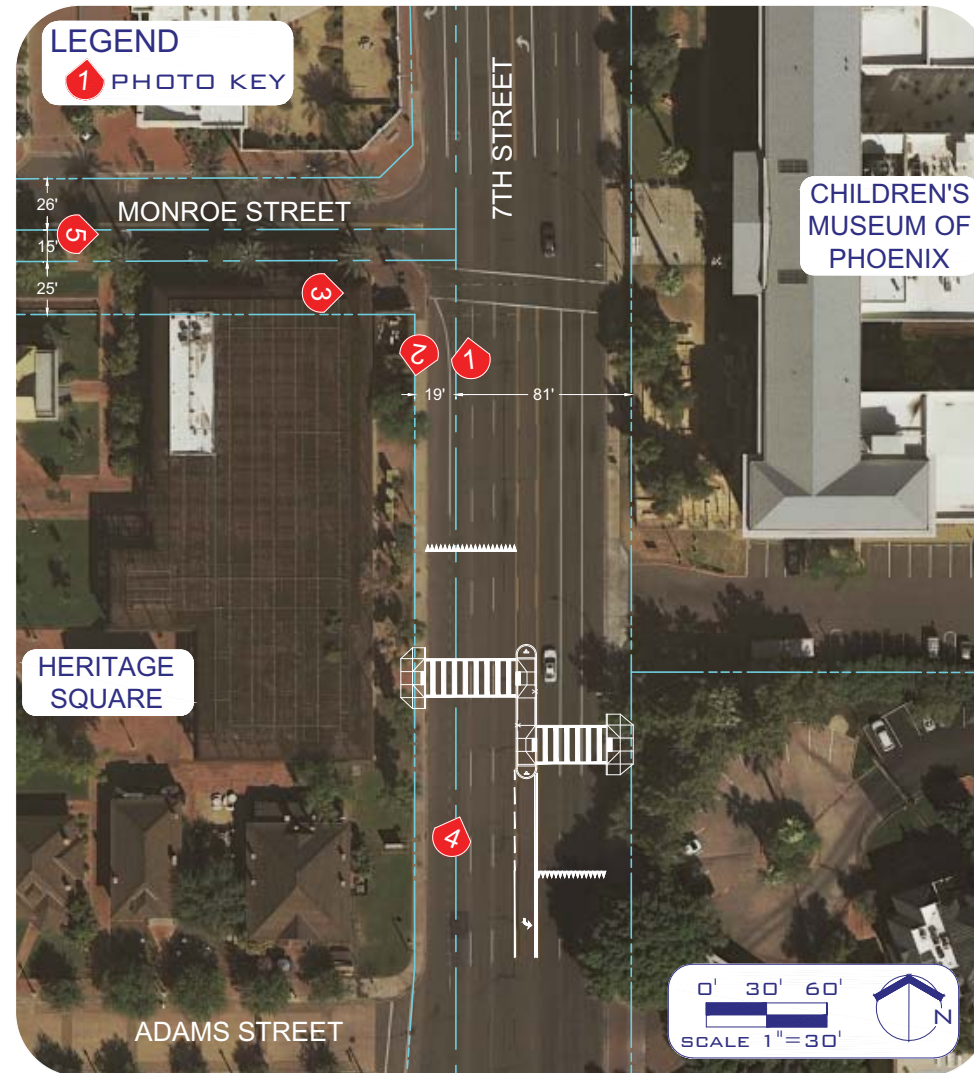 LEGEND
1 PHOTO KEY
7TH STREET
MONROE STREET
26'
15'
25'
5
3
2
1
19'
81'
CHILDREN'S
MUSEUM OF
PHOENIX
HERITAGE
SQUARE
4
ADAMS STREET
0' 30' 60'
SCALE 1"=30'
N